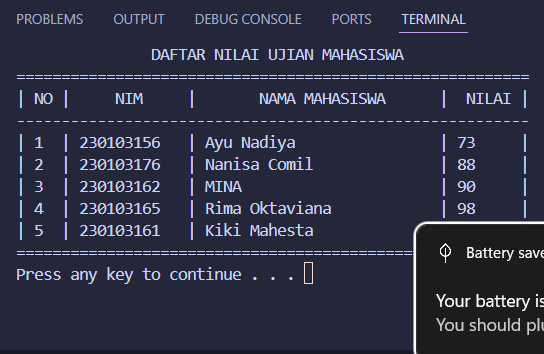 PROBLEMS OUTPUT DEBUG CONSOLE PORTS TERMINAL
DAFTAR NILAI UJIAN MAHASISWA
=========================================================
| NO | NIM | NAMA MAHASISWA | NILAI |
---------------------------------------------------------
| 1 | 230103156 | Ayu Nadiya | 73 |
| 2 | 230103176 | Nanisa Comil | 88 |
| 3 | 230103162 | MINA | 90 |
| 4 | 230103165 | Rima Oktaviana | 98 |
| 5 | 230103161 | Kiki Mahesta
=============================================
Press any key to continue . . .
Battery save
Your battery is
You should plu